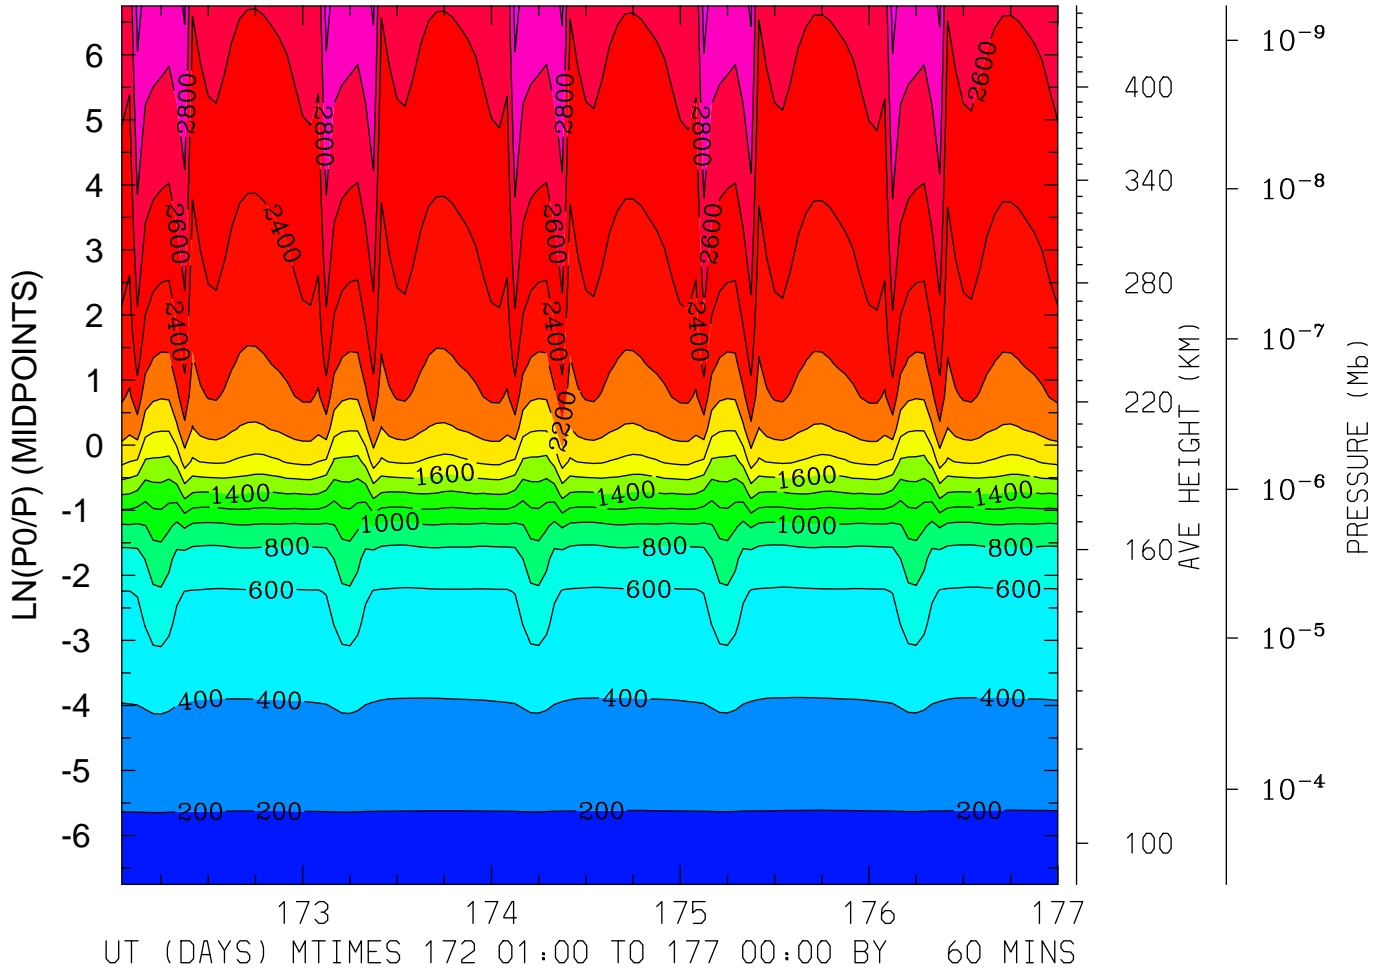 6
5
4
3
2
1
0
-1
-2
-3
-4
-5
-6
LN(P0/P) (MIDPOINTS)
2800 2800 2800 2800 2600
2600 2400 2600 2600
2400 2400 2400
2200
1600 1600
1400 1400 1400
1000 1000
800 800 800
600 600 600
400 400 400 400
200 200 200 200
173 174 175 176 177
UT (DAYS) MTIMES 172 01:00 TO 177 00:00 BY 60 MINS
400
340
280
220
160
100
AVE HEIGHT (KM)
10⁻⁹
10⁻⁸
10⁻⁷
10⁻⁶
10⁻⁵
10⁻⁴
PRESSURE (Mb)